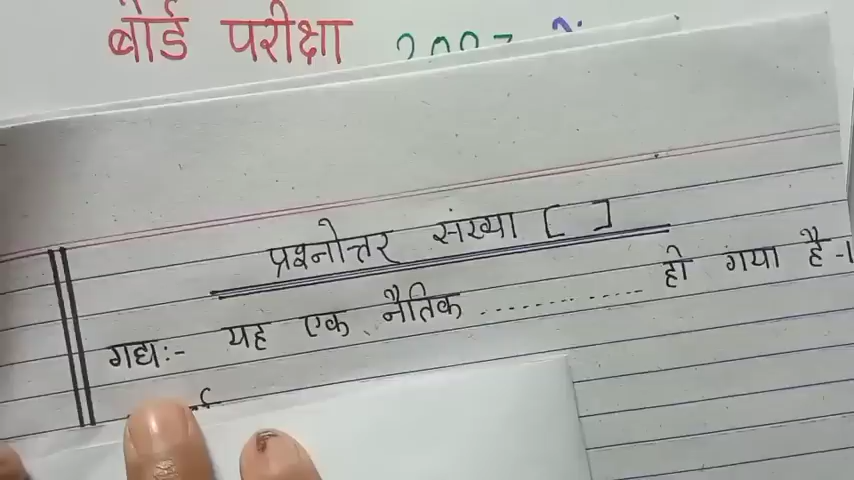 बोर्ड परीक्षा
प्रश्नोत्तर संख्या [ ]
गद्यः- यह एक नैतिक ............. हो गया है-।